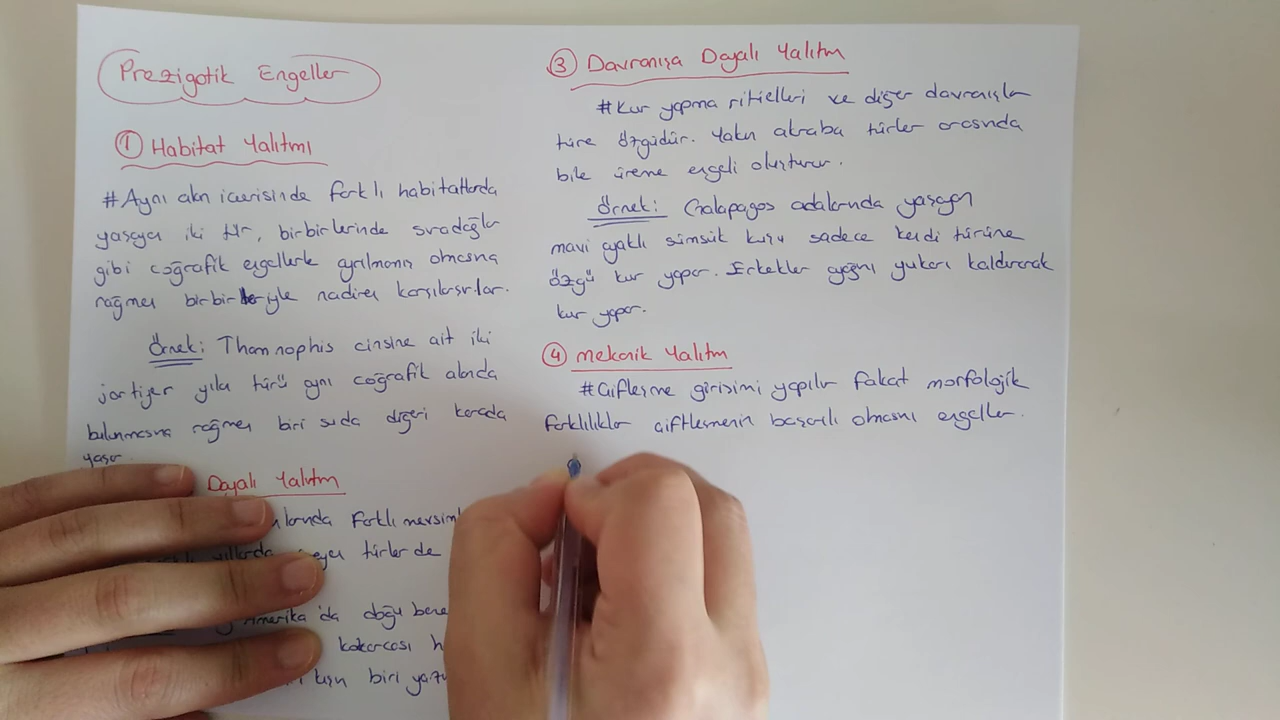 Prezigotik Engeller
① Habitat Yalıtımı
#Aynı alan içerisinde farklı habitatlarda
yaşayan iki tür, birbirlerinde sıradağlar
gibi coğrafik engellerle ayrılmamış olmasına
rağmen birbirleriyle nadiren karşılaşırlar.
Örnek: Thamnophis cinsine ait iki
jartiyer yılan türü aynı coğrafik alanda
bulunmasına rağmen biri suda diğeri karada
yaşar.
Dayalı Yalıtım
farklı mevsim
yıllarda türlerde
Amerika'da doğu
kokarcası
kışın biri yazın
③ Davranışa Dayalı Yalıtım
#Kur yapma ritüelleri ve diğer davranışlar
türe özgüdür. Yakın akraba türler arasında
bile üreme engeli oluşturur.
Örnek: Galapagos adalarında yaşayan
mavi ayaklı sümsük kuşu sadece kendi türüne
"özgü" kur yapar. Erkekler ayağını yukarı kaldırarak
kur yapar.
④ mekanik Yalıtım
#Çiftleşme girişimi yapılır fakat morfolojik
farklılıklar çiftleşmenin başarılı olmasını engeller.